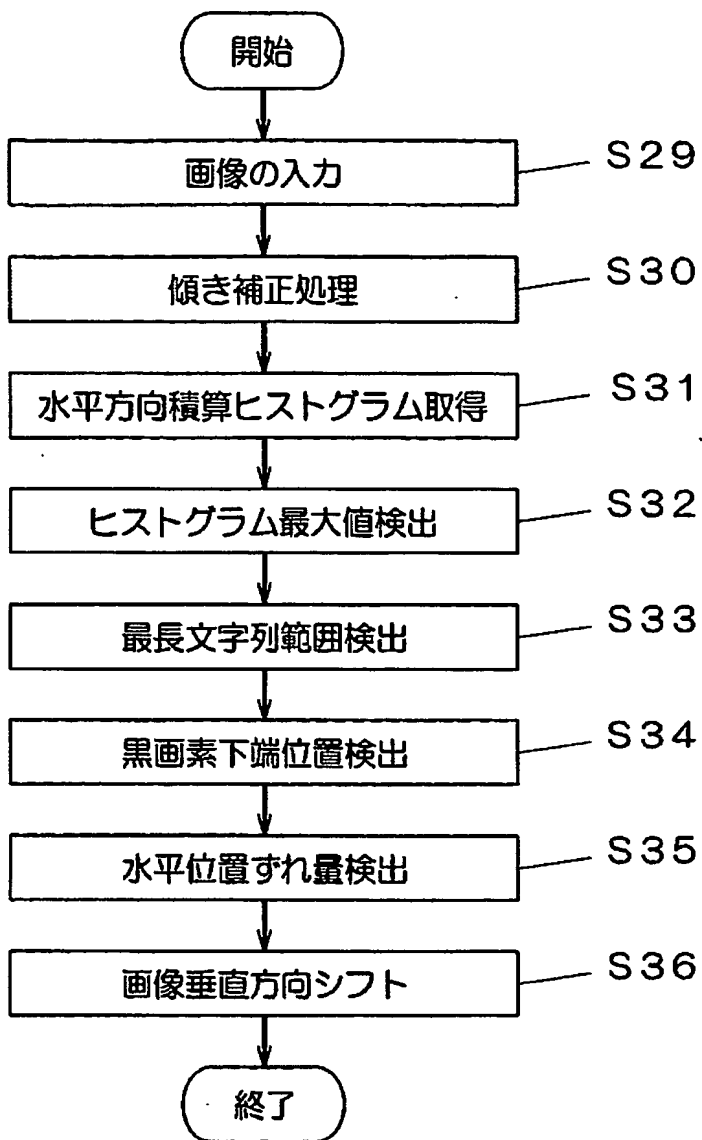 開始
画像の入力 S29
傾き補正処理 S30
水平方向積算ヒストグラム取得 S31
ヒストグラム最大値検出 S32
最長文字列範囲検出 S33
黒画素下端位置検出 S34
水平位置ずれ量検出 S35
画像垂直方向シフト S36
終了